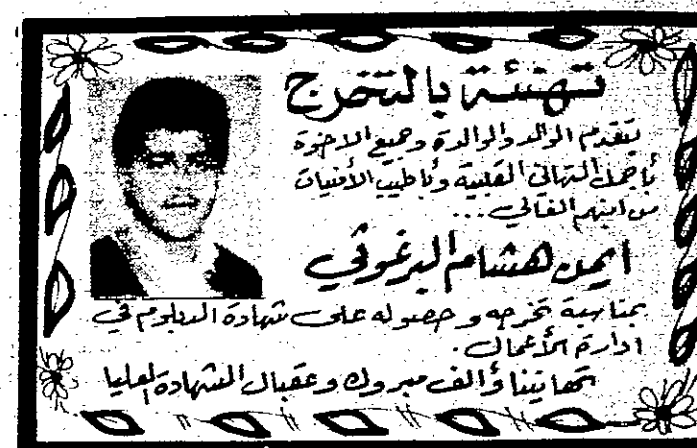 تهنئة بالتخرج
يتقدم الوالد والوالدة وجميع الاخوة
بأجمل التهاني القلبية وبأطيب الأمنيات
من ابنهم الغالي...
ايمن هشام البرغوثي
بمناسبة تخرجه وحصوله على شهادة الدبلوم في
ادارة الأعمال.
تهانينا وألف مبروك وعقبال الشهادة العليا